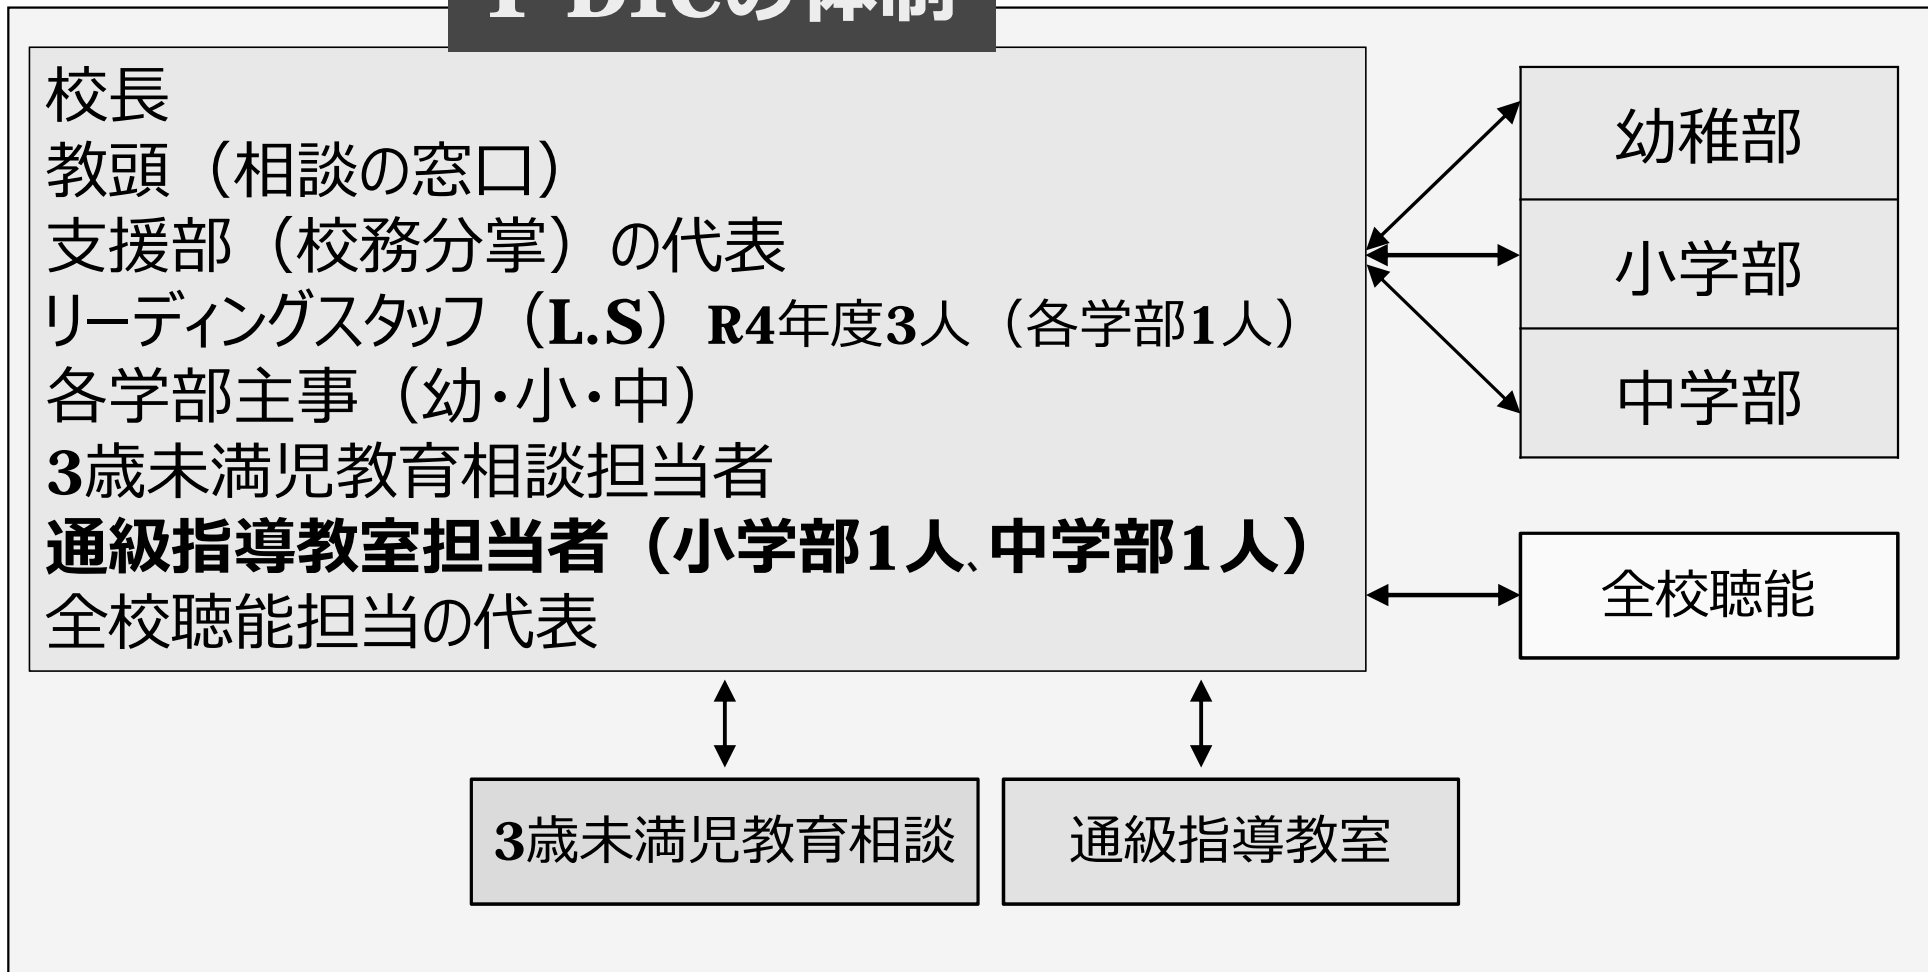 の体制
校長
教頭（相談の窓口）
支援部（校務分掌）の代表
リーディングスタッフ（L.S）R4年度3人（各学部1人）
各学部主事（幼・小・中）
3歳未満児教育相談担当者
通級指導教室担当者（小学部1人、中学部1人）
全校聴能担当の代表
幼稚部
小学部
中学部
全校聴能
3歳未満児教育相談
通級指導教室